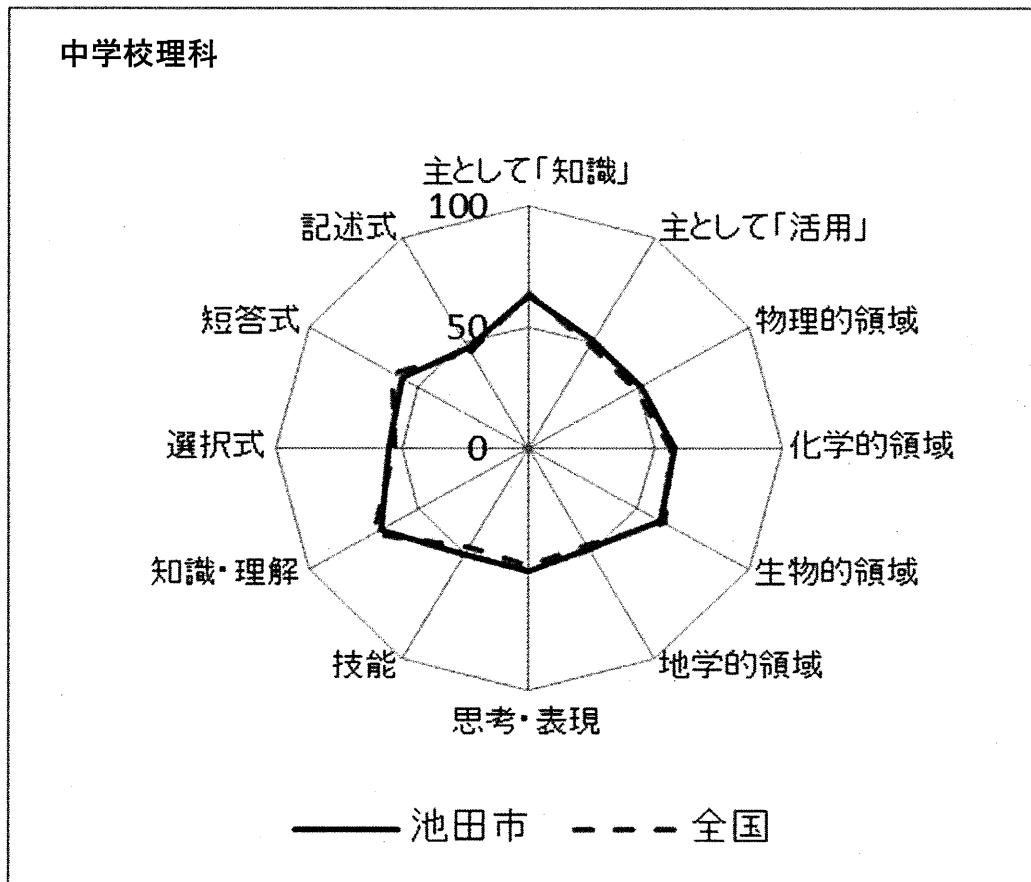 中学校理科
主として「知識」
100
記述式
主として「活用」
短答式
50
物理的領域
選択式
0
化学的領域
知識・理解
生物的領域
技能
地学的領域
思考・表現
池田市
全国